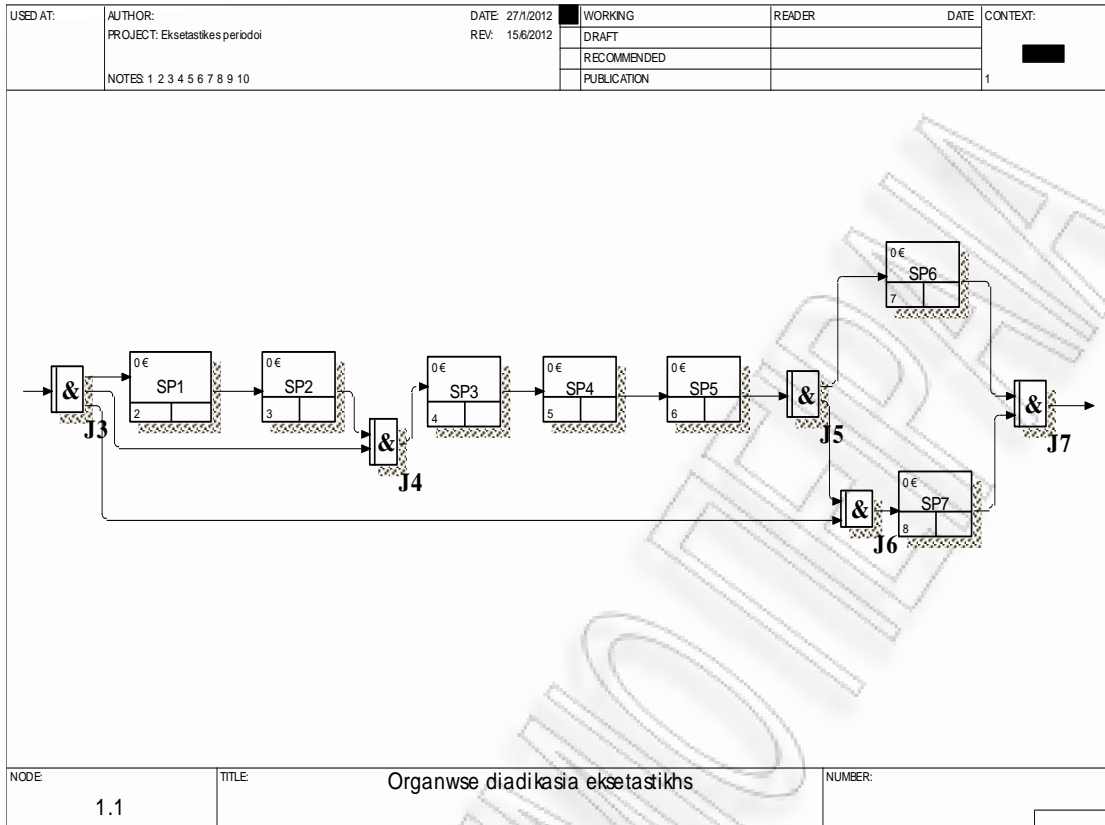 USED AT:
AUTHOR:
DATE: 27/1/2012
WORKING
READER
DATE
CONTEXT:
PROJECT: Eksetastikes periodoi
REV: 15/6/2012
DRAFT
RECOMMENDED
NOTES: 1 2 3 4 5 6 7 8 9 10
PUBLICATION
1
0 €
SP6
7
0 €
SP1
2
0 €
SP2
3
0 €
SP3
4
0 €
SP4
5
0 €
SP5
6
&
J3
&
J4
&
J5
&
J7
0 €
SP7
8
&
J6
NODE:
1.1
TITLE:
Organwse diadikasia eksetastikhs
NUMBER: